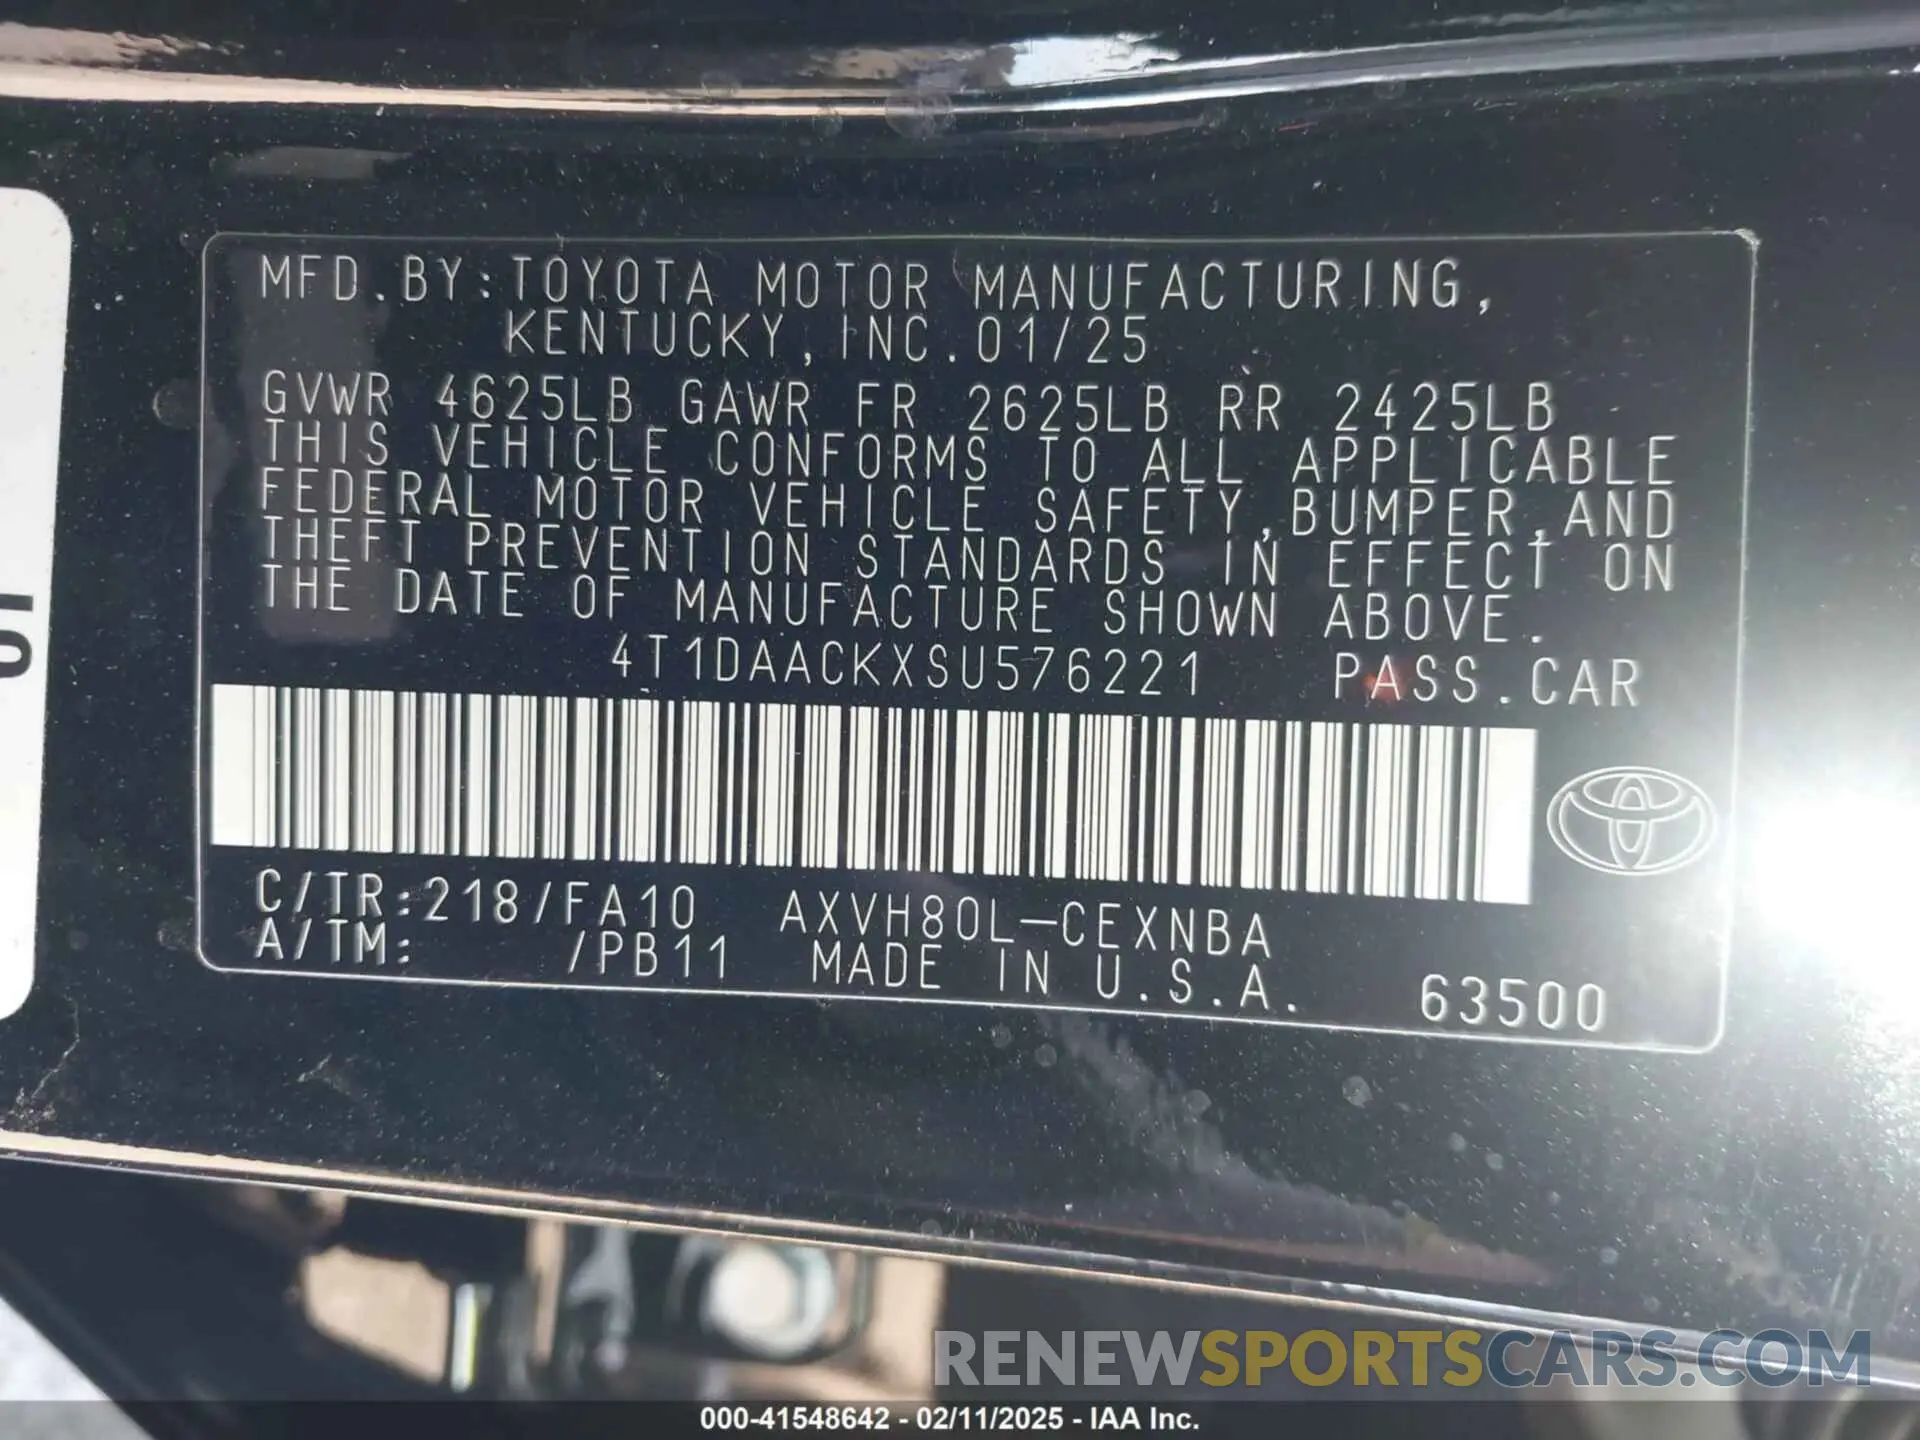 MFD.BY:TOYOTA MOTOR MANUFACTURING,
KENTUCKY, INC.01/25
GVWR 4625LB GAWR FR 2625LB RR 2425LB
THIS VEHICLE CONFORMS TO ALL APPLICABLE
FEDERAL MOTOR VEHICLE SAFETY,BUMPER,AND
THEFT PREVENTION STANDARDS IN EFFECT ON
THE DATE OF MANUFACTURE SHOWN ABOVE.
4T1DAACKXSU576221 PASS.CAR
C/TR:218/FA10 AXVH80L-CEXNBA
A/TM: /PB11 MADE IN U.S.A. 63500
RENEWSPORTSCARS.COM
000-41548642 - 02/11/2025 - IAA Inc.